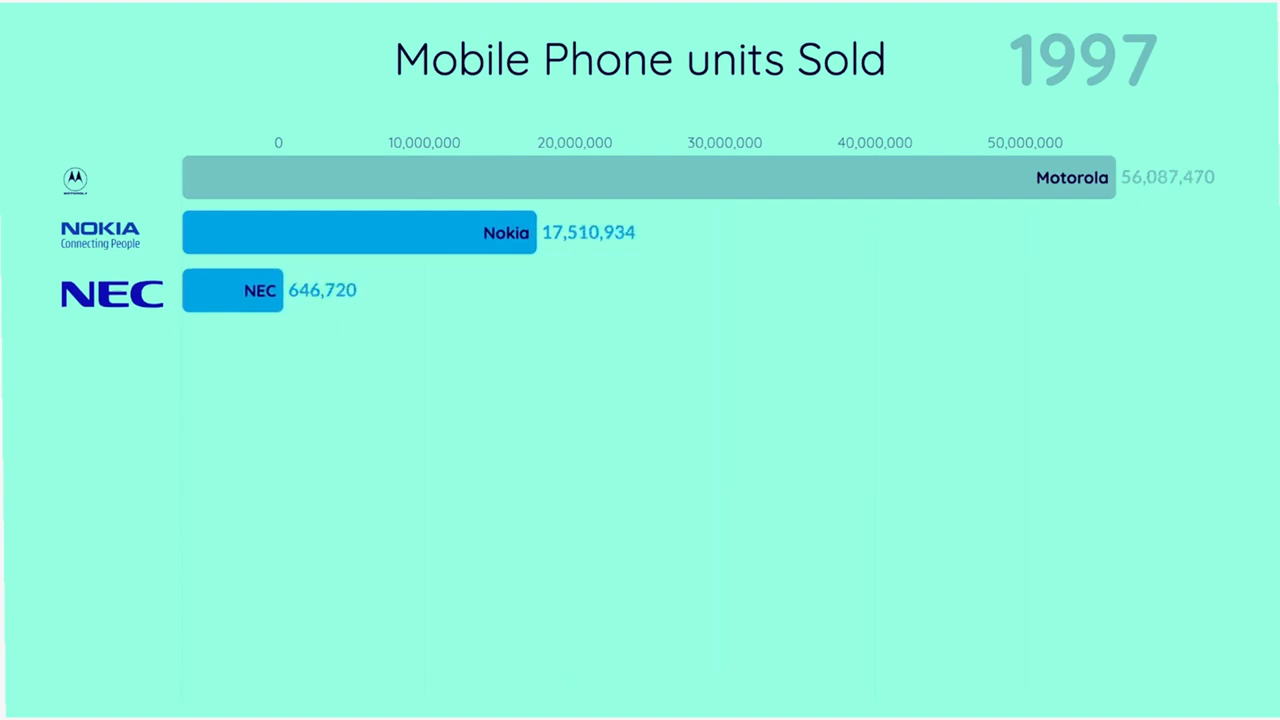 Mobile Phone units Sold
1997
0 10,000,000 20,000,000 30,000,000 40,000,000 50,000,000
MOTOROLA Motorola 56,087,470
NOKIA Nokia 17,510,934
Connecting People
NEC NEC 646,720